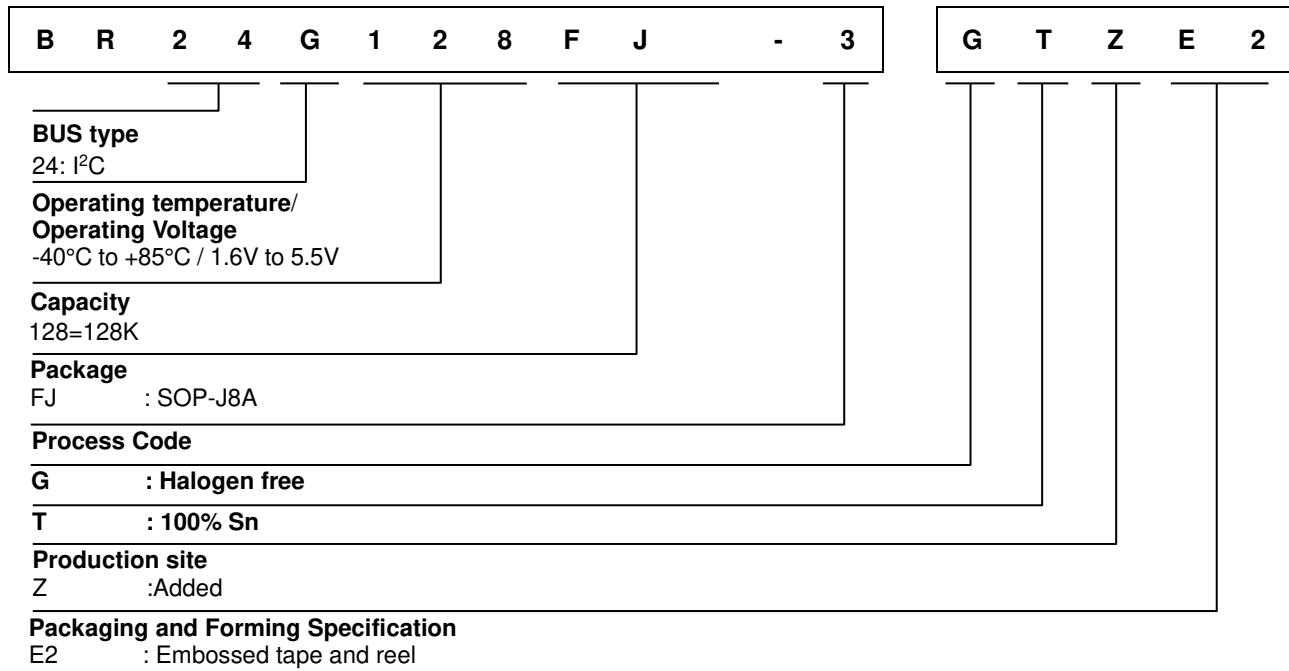 B R 2 4 G 1 2 8 F J - 3 G T Z E 2
BUS type
24: I²C
Operating temperature/
Operating Voltage
-40°C to +85°C / 1.6V to 5.5V
Capacity
128=128K
Package
FJ : SOP-J8A
Process Code
G : Halogen free
T : 100% Sn
Production site
Z :Added
Packaging and Forming Specification
E2 : Embossed tape and reel